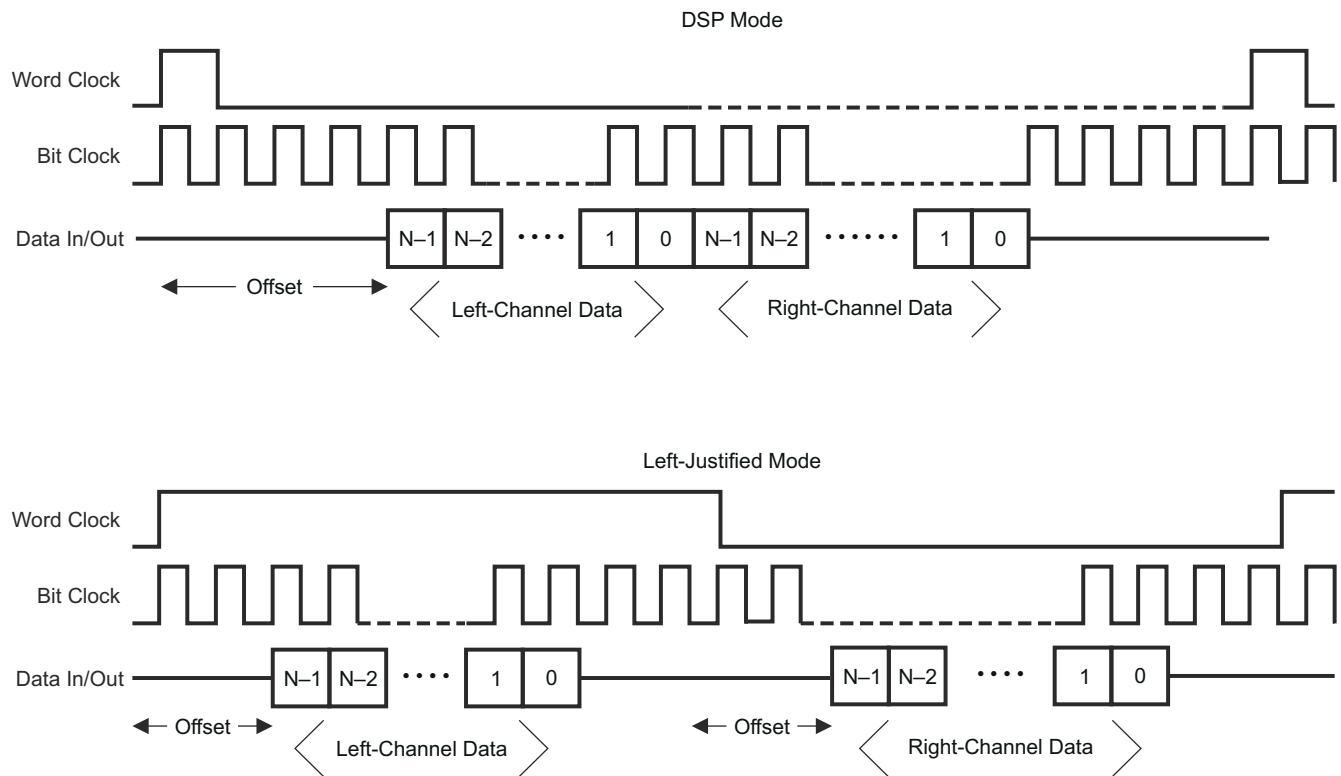 DSP Mode
Word Clock
Bit Clock
Data In/Out
N–1 N–2 •••• 1 0 N–1 N–2 •••••• 1 0
Offset
Left-Channel Data
Right-Channel Data
Left-Justified Mode
Word Clock
Bit Clock
Data In/Out
N–1 N–2 •••• 1 0 N–1 N–2 •••• 1 0
Offset
Offset
Left-Channel Data
Right-Channel Data